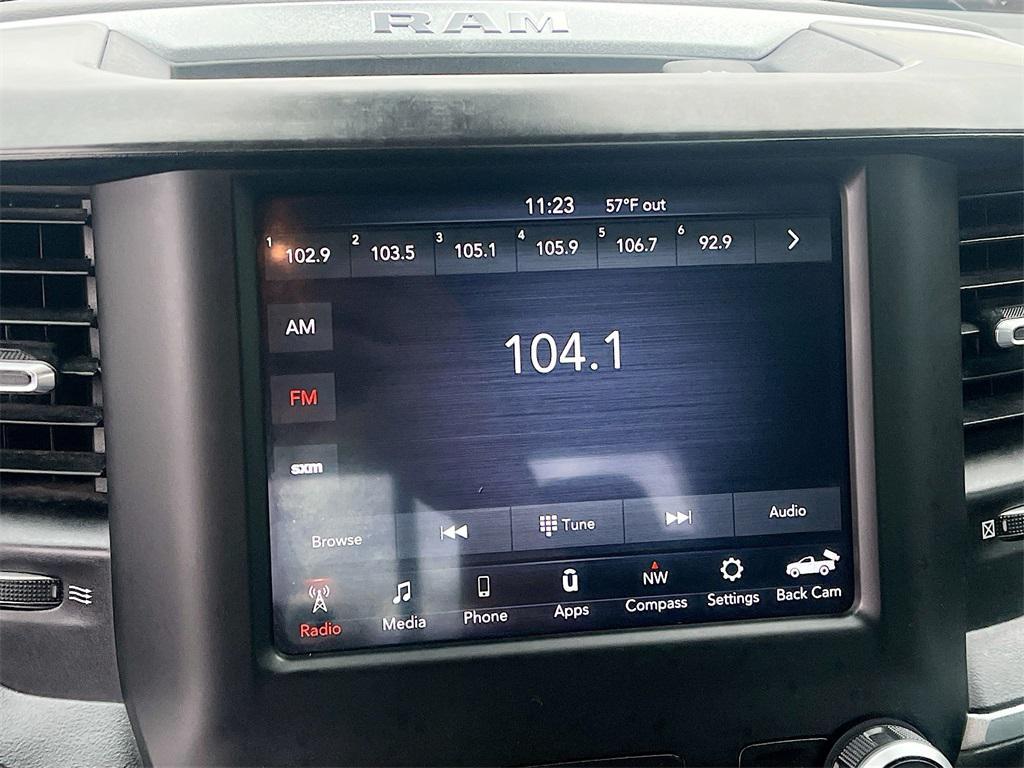 RAM
11:23 57°F out
1 102.9 2 103.5 3 105.1 4 105.9 5 106.7 6 92.9
AM
104.1
FM
sxm
Browse Tune Audio
Radio Media Phone Apps NW Compass Settings Back Cam